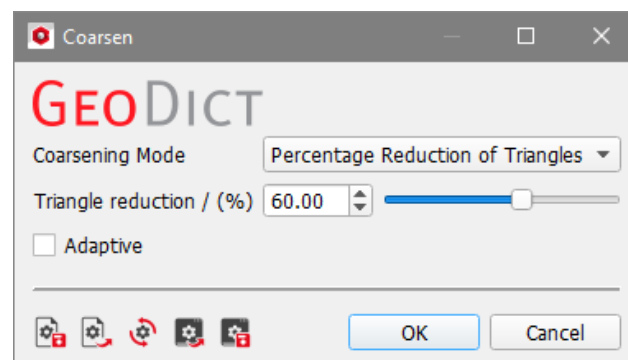 Coarsen
GEODICT
Coarsening Mode Percentage Reduction of Triangles
Triangle reduction / (%) 60.00
Adaptive
OK Cancel